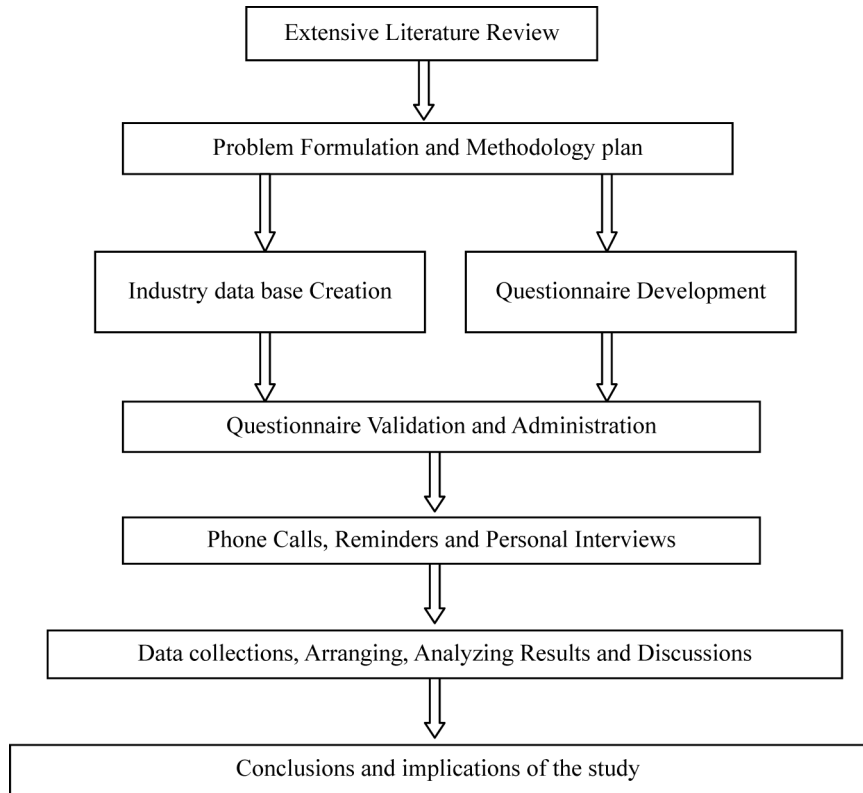 Extensive Literature Review
Problem Formulation and Methodology plan
Industry data base Creation
Questionnaire Development
Questionnaire Validation and Administration
Phone Calls, Reminders and Personal Interviews
Data collections, Arranging, Analyzing Results and Discussions
Conclusions and implications of the study